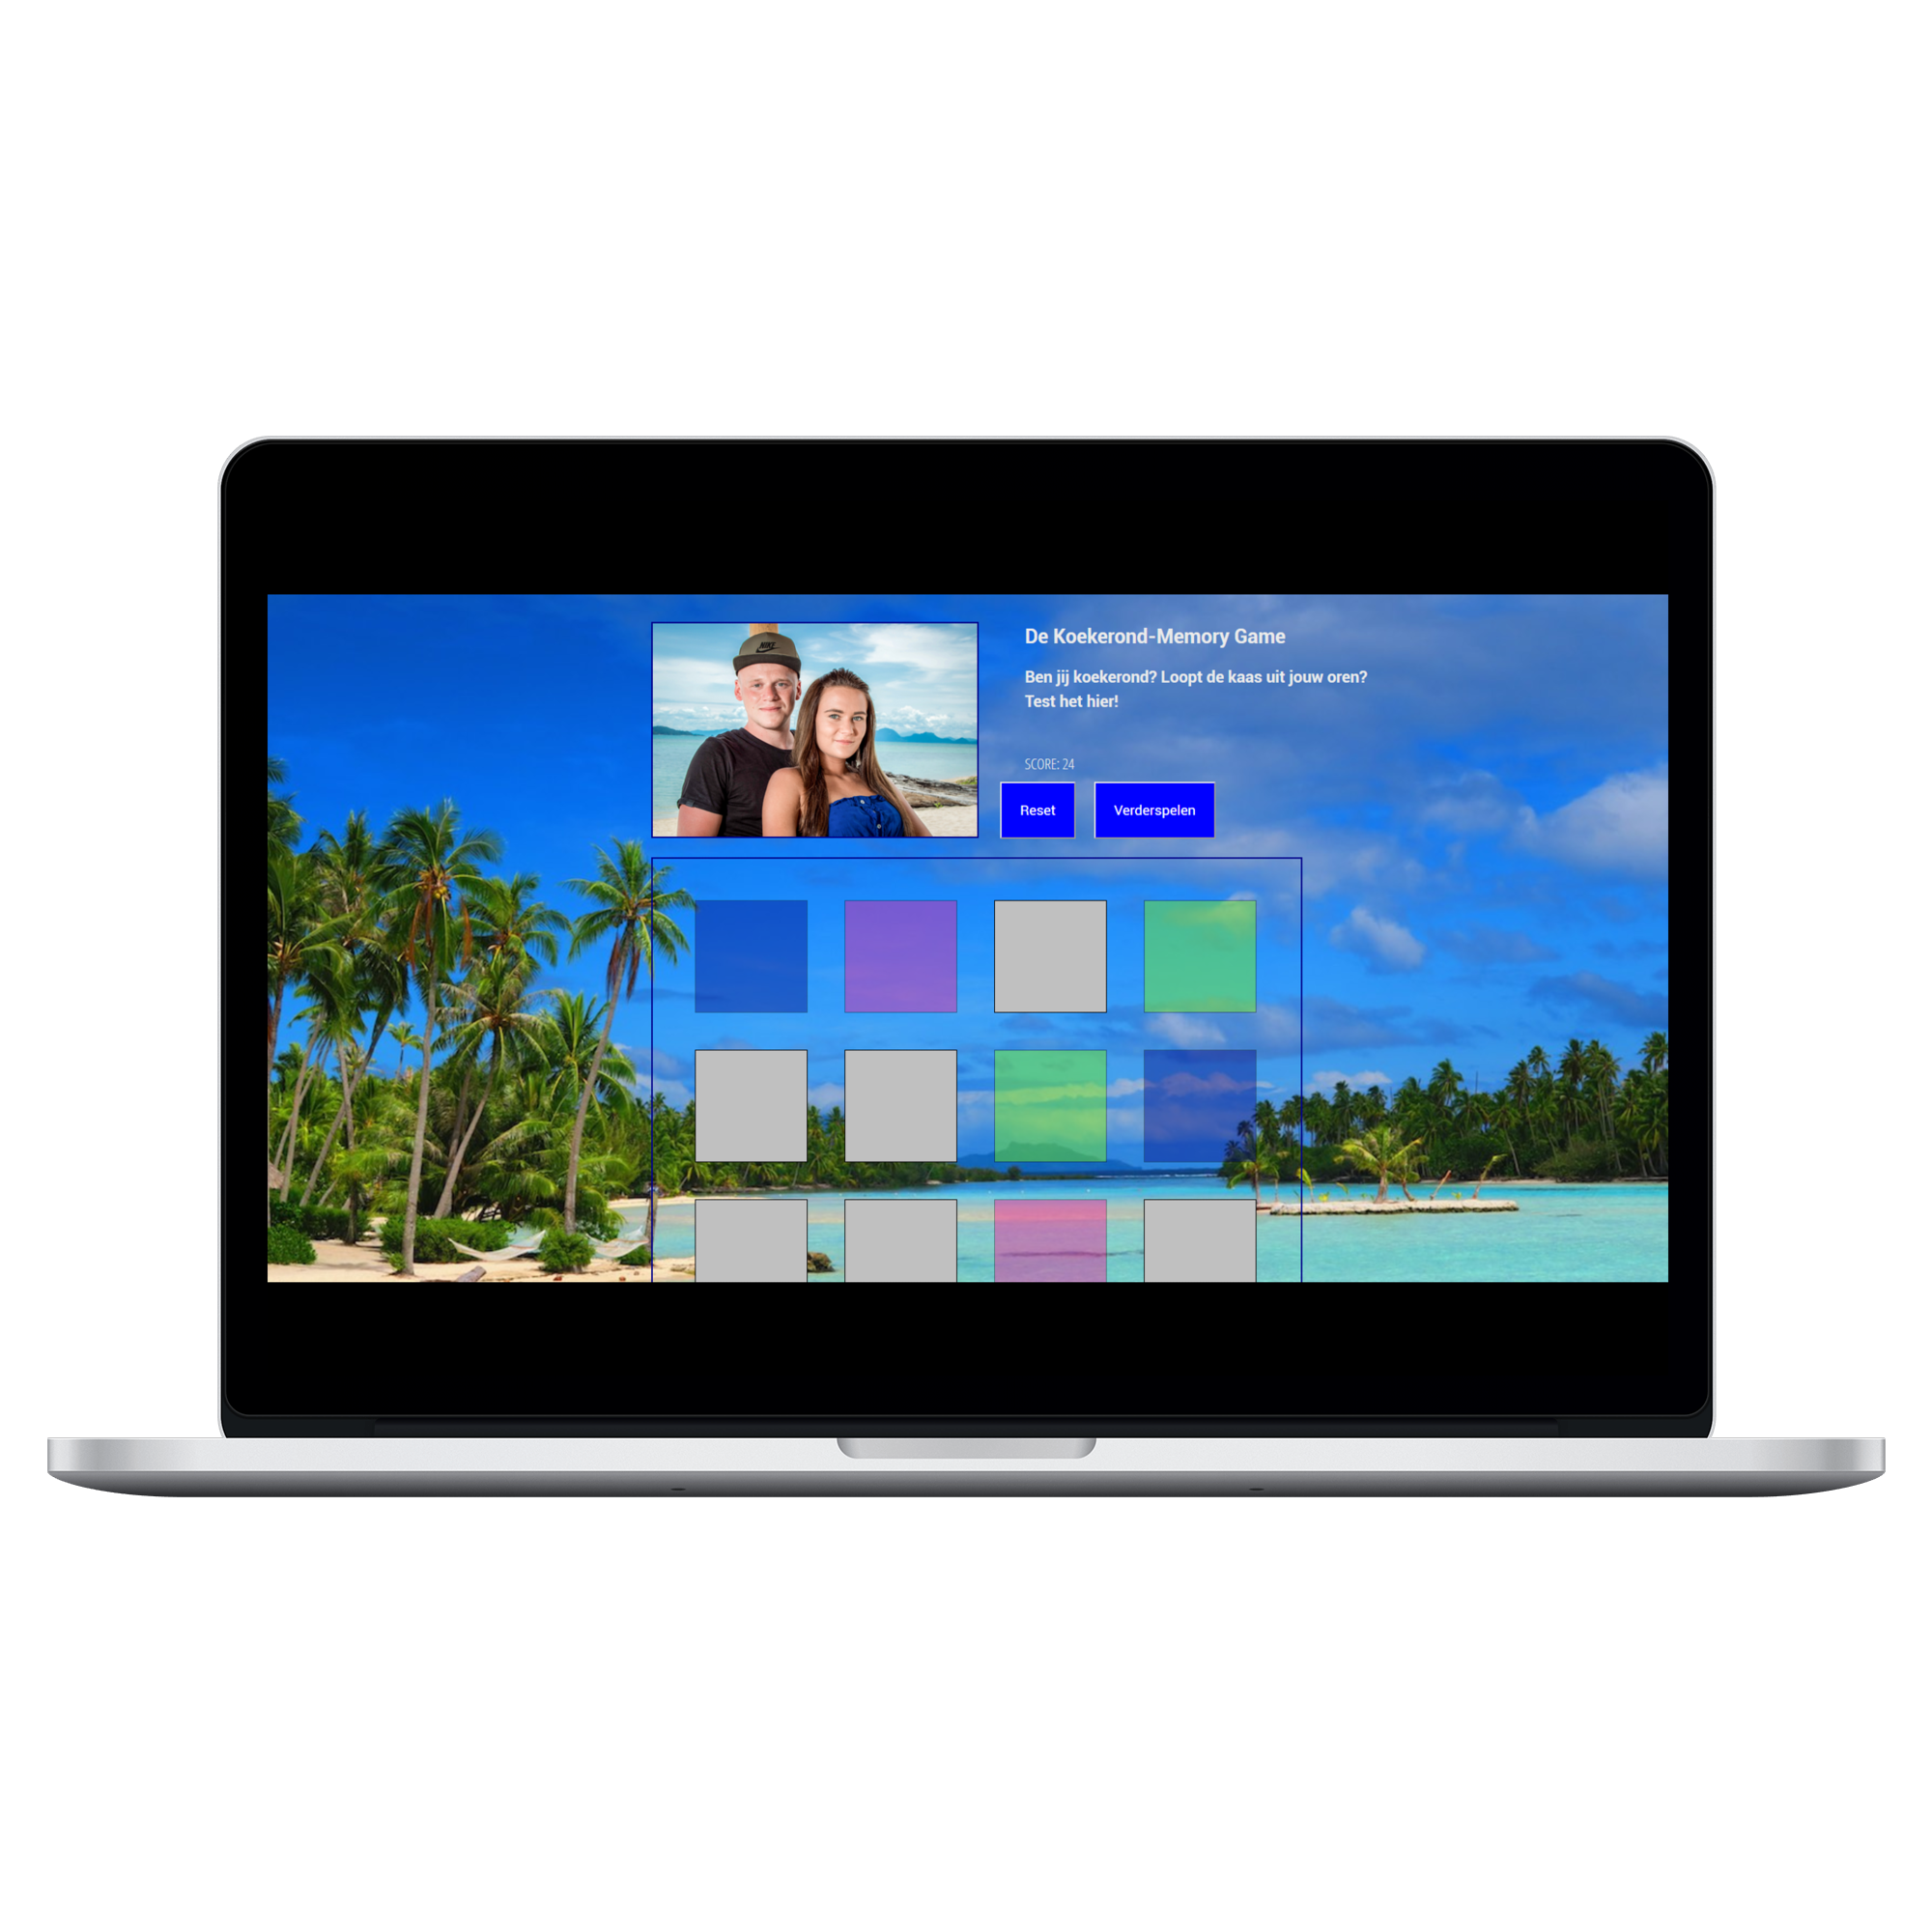 NIKE
De Koekerond-Memory Game
Ben jij koekerond? Loopt de kaas uit jouw oren?
Test het hier!
SCORE: 24
Reset
Verderspelen